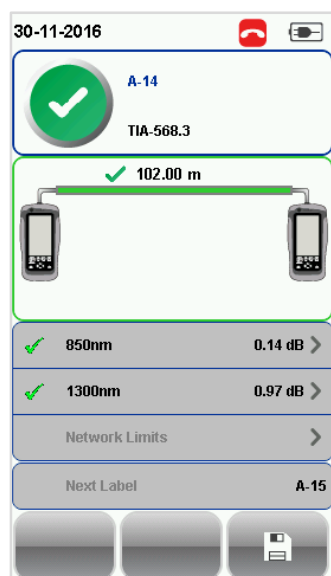 30-11-2016
A-14
TIA-568.3
102.00 m
850nm 0.14 dB
1300nm 0.97 dB
Network Limits
Next Label A-15